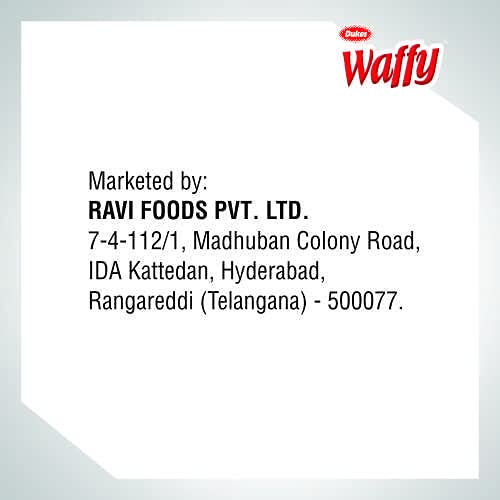 Dukes
Waffy
Marketed by:
RAVI FOODS PVT. LTD.
7-4-112/1, Madhuban Colony Road,
IDA Kattedan, Hyderabad,
Rangareddi (Telangana) - 500077.